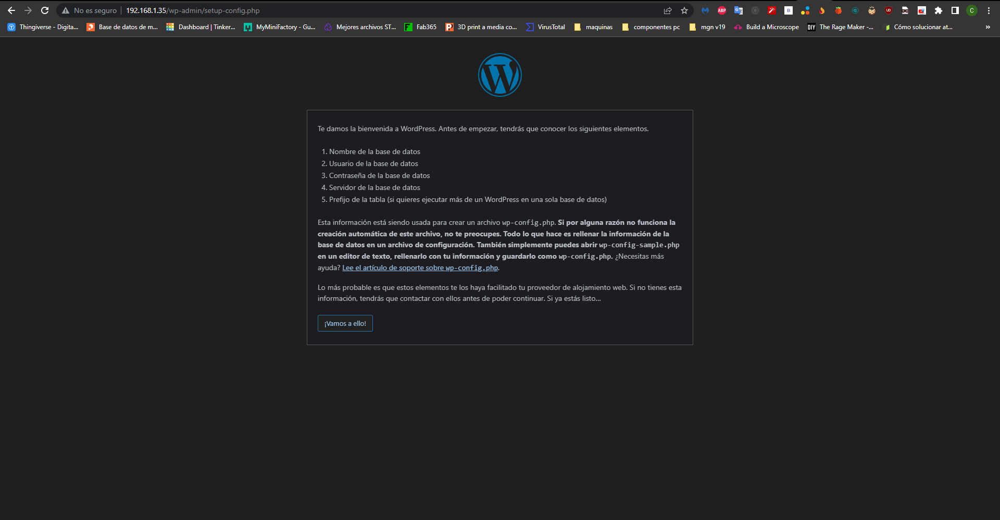 No es seguro 192.168.1.35/wp-admin/setup-config.php
Thingiverse - Digita... Base de datos de m... Dashboard | Tinker... MyMiniFactory - Gu... Mejores archivos ST... Fab365 3D print a media co... VirusTotal maquinas componentes pc mgn v19 Build a Microscope DIY The Rage Maker -... Cómo solucionar at... »
Te damos la bienvenida a WordPress. Antes de empezar, tendrás que conocer los siguientes elementos.
1. Nombre de la base de datos
2. Usuario de la base de datos
3. Contraseña de la base de datos
4. Servidor de la base de datos
5. Prefijo de la tabla (si quieres ejecutar más de un WordPress en una sola base de datos)
Esta información está siendo usada para crear un archivo wp-config.php. Si por alguna razón no funciona la
creación automática de este archivo, no te preocupes. Todo lo que hace es rellenar la información de la
base de datos en un archivo de configuración. También simplemente puedes abrir wp-config-sample.php
en un editor de texto, rellenarlo con tu información y guardarlo como wp-config.php. ¿Necesitas más
ayuda? Lee el artículo de soporte sobre wp-config.php.
Lo más probable es que estos elementos te los haya facilitado tu proveedor de alojamiento web. Si no tienes esta
información, tendrás que contactar con ellos antes de poder continuar. Si ya estás listo...
¡Vamos a ello!